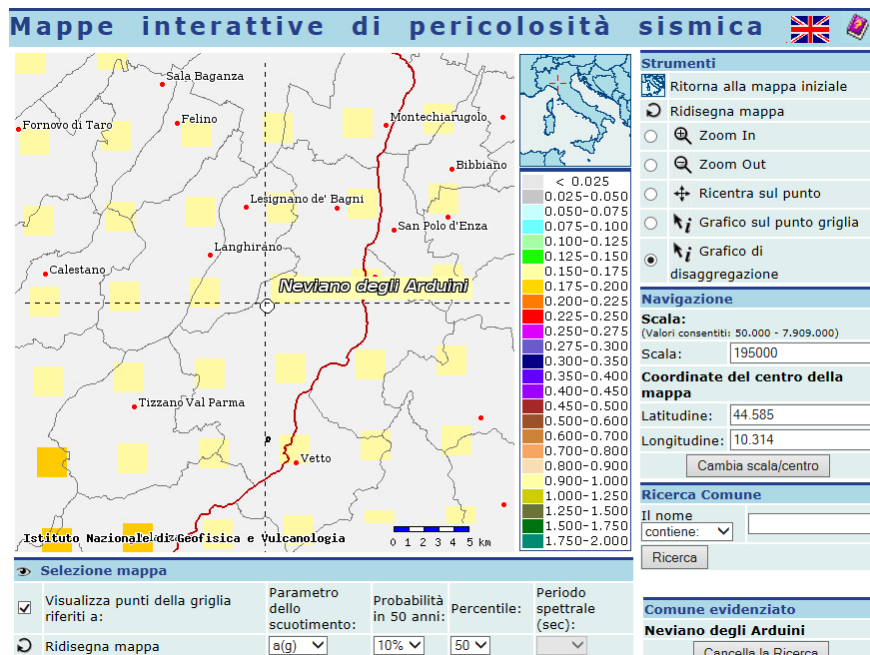 Mappe interattive di pericolosità sismica
Sala Baganza
Fornovo di Taro
Felino
Montechiarugolo
Bibbiano
Lesignano de' Bagni
San Polo d'Enza
Langhirano
Calestano
Neviano degli Arduini
Tizzano Val Parma
Vetto
Istituto Nazionale di Geofisica e Vulcanologia
0 1 2 3 4 5 km
< 0.025
0.025-0.050
0.050-0.075
0.075-0.100
0.100-0.125
0.125-0.150
0.150-0.175
0.175-0.200
0.200-0.225
0.225-0.250
0.250-0.275
0.275-0.300
0.300-0.350
0.350-0.400
0.400-0.450
0.450-0.500
0.500-0.600
0.600-0.700
0.700-0.800
0.800-0.900
0.900-1.000
1.000-1.250
1.250-1.500
1.500-1.750
1.750-2.000
Strumenti
Ritorna alla mappa iniziale
Ridisegna mappa
Zoom In
Zoom Out
Ricentra sul punto
Grafico sul punto griglia
Grafico di
disaggregazione
Navigazione
Scala:
(Valori consentiti: 50.000 - 7.909.000)
Scala: 195000
Coordinate del centro della
mappa
Latitudine: 44.585
Longitudine: 10.314
Cambia scala/centro
Ricerca Comune
Il nome
contiene:
Ricerca
Comune evidenziato
Neviano degli Arduini
Cancella la Ricerca
Selezione mappa
Visualizza punti della griglia
riferiti a:
Parametro
dello
scuotimento:
Probabilità
in 50 anni:
Percentile:
Periodo
spettrale
(sec):
Ridisegna mappa
a(g)
10%
50